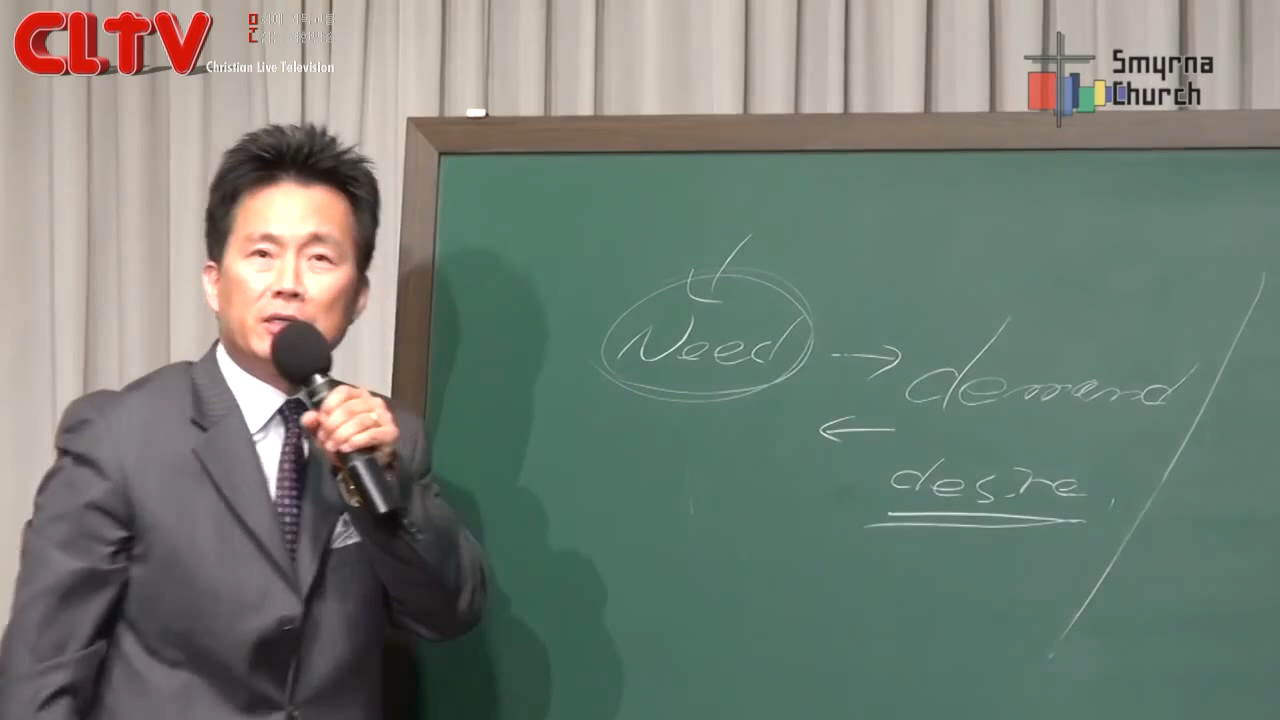 CLTV
Christian Live Television
Smyrna
Church
Need → demand
←
desire